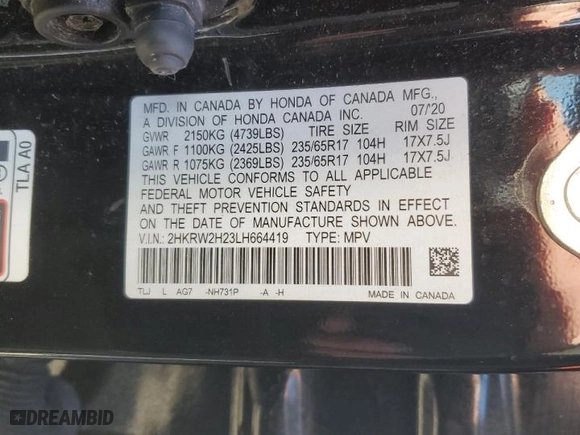 MFD. IN CANADA BY HONDA OF CANADA MFG.,
A DIVISION OF HONDA CANADA INC. 07/'20
GVWR 2150KG (4739LBS) TIRE SIZE RIM SIZE
GAWR F 1100KG (2425LBS) 235/65R17 104H 17X7.5J
GAWR R 1075KG (2369LBS) 235/65R17 104H 17X7.5J
THIS VEHICLE CONFORMS TO ALL APPLICABLE
FEDERAL MOTOR VEHICLE SAFETY
AND THEFT PREVENTION STANDARDS IN EFFECT
ON THE DATE OF MANUFACTURE SHOWN ABOVE.
V.I.N.: 2HKRW2H23LH664419 TYPE: MPV
TLJ L AG7 -NH731P -A -H MADE IN CANADA
TLA A0
DREAMBID